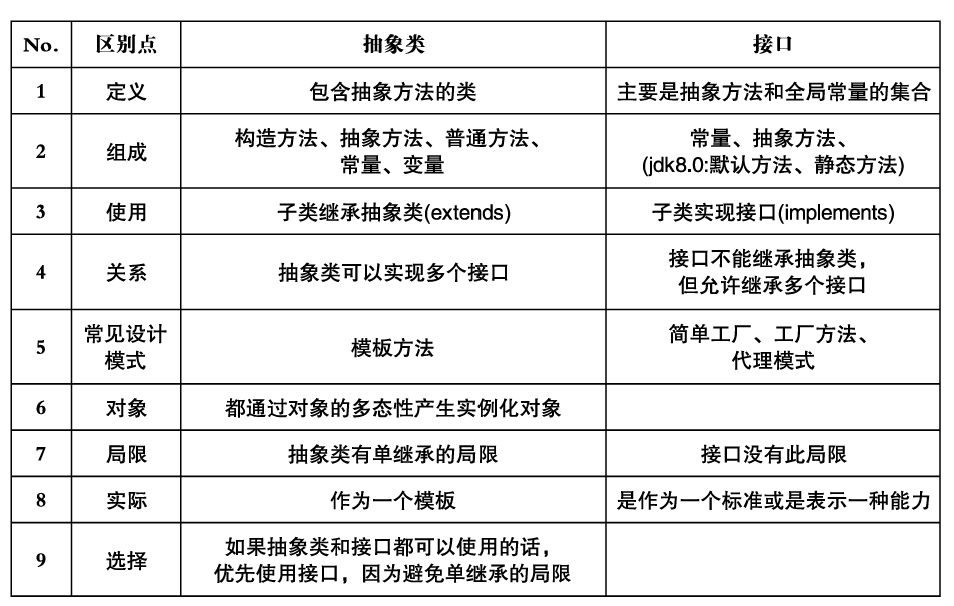 No. 区别点 抽象类 接口
1 定义 包含抽象方法的类 主要是抽象方法和全局常量的集合
2 组成 构造方法、抽象方法、普通方法、
常量、变量
常量、抽象方法、
(jdk8.0:默认方法、静态方法)
3 使用 子类继承抽象类(extends) 子类实现接口(implements)
4 关系 抽象类可以实现多个接口
接口不能继承抽象类，
但允许继承多个接口
5 常见设计
模式
模板方法
简单工厂、工厂方法、
代理模式
6 对象 都通过对象的多态性产生实例化对象
7 局限 抽象类有单继承的局限 接口没有此局限
8 实际 作为一个模板 是作为一个标准或是表示一种能力
9 选择 如果抽象类和接口都可以使用的话，
优先使用接口，因为避免单继承的局限